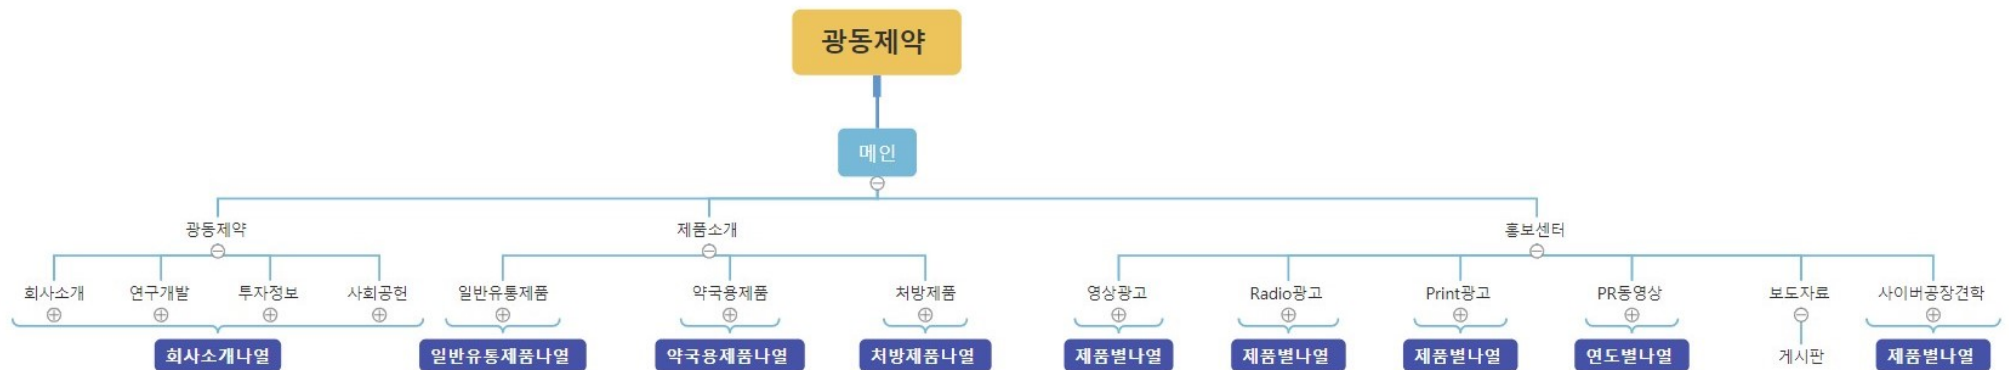 광동제약
메인
광동제약 제품소개 홍보센터
회사소개 연구개발 투자정보 사회공헌 일반유통제품 약국용제품 처방제품 영상광고 Radio광고 Print광고 PR동영상 보도자료 사이버공장견학
회사소개나열 일반유통제품나열 약국용제품나열 처방제품나열 제품별나열 제품별나열 제품별나열 연도별나열 게시판 제품별나열